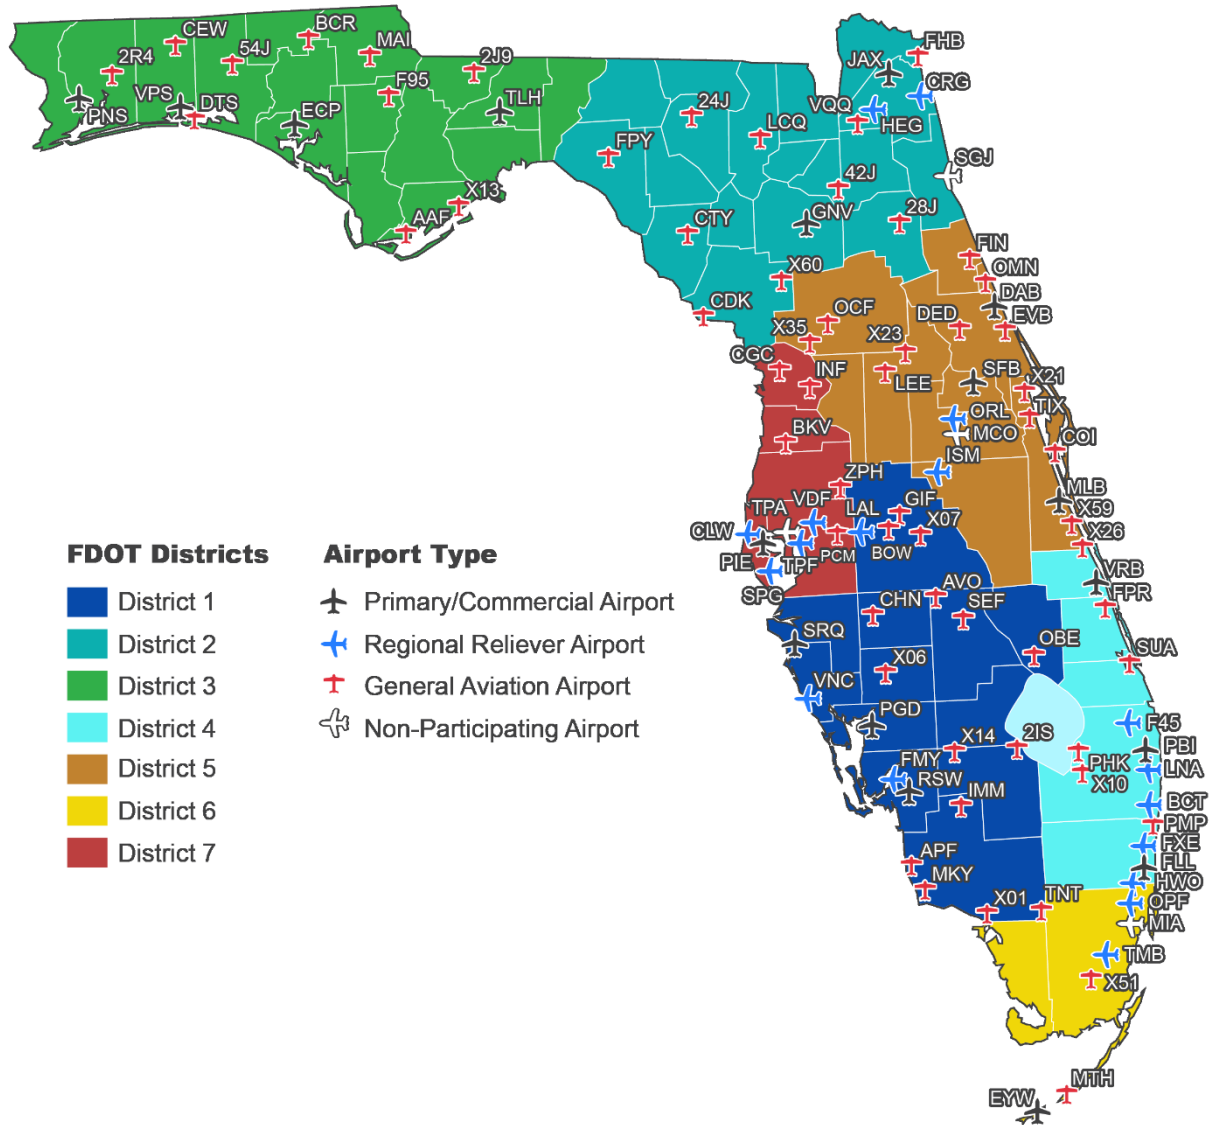 CEW
BCR
MAI
2R4
54J
2J9
F95
VPS
DTS
PNS
ECP
TLH
X13
AAF
FHB
JAX
CRG
VQQ
HEG
24J
LCQ
FPY
SGJ
42J
28J
GNV
CTY
X60
CDK
FIN
OMN
DAB
EVB
DED
OCF
X35
X23
CGC
INF
LEE
SFB
X21
TIX
ORL
MCO
COI
BKV
ISM
ZPH
MLB
X59
X26
VDF
TPA
LAL
GIF
X07
CLW
PIE
TPF
PCM
BOW
SPG
VRB
FPR
AVO
SEF
CHN
SRQ
OBE
SUA
X06
VNC
PGD
F45
X14
2IS
PBI
PHK
X10
LNA
FMY
RSW
IMM
BCT
PMP
FXE
FLL
APF
MKY
HWO
X01
TNT
OPF
MIA
TMB
X51
MTH
EYW
FDOT Districts
District 1
District 2
District 3
District 4
District 5
District 6
District 7
Airport Type
Primary/Commercial Airport
Regional Reliever Airport
General Aviation Airport
Non-Participating Airport